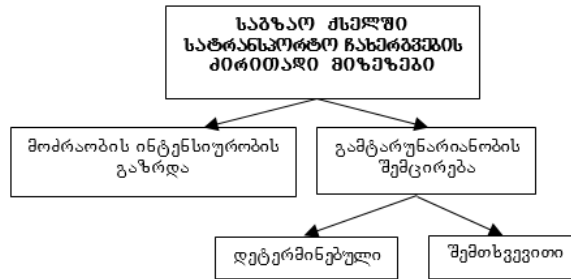 საგზაო ქსელში
სატრანსპორტო ჩახერგვების
ძირითადი მიზეზები
მოძრაობის ინტენსიურობის
გაზრდა
გამტარუნარიანობის
შემცირება
დეტერმინებული
შემთხვევითი